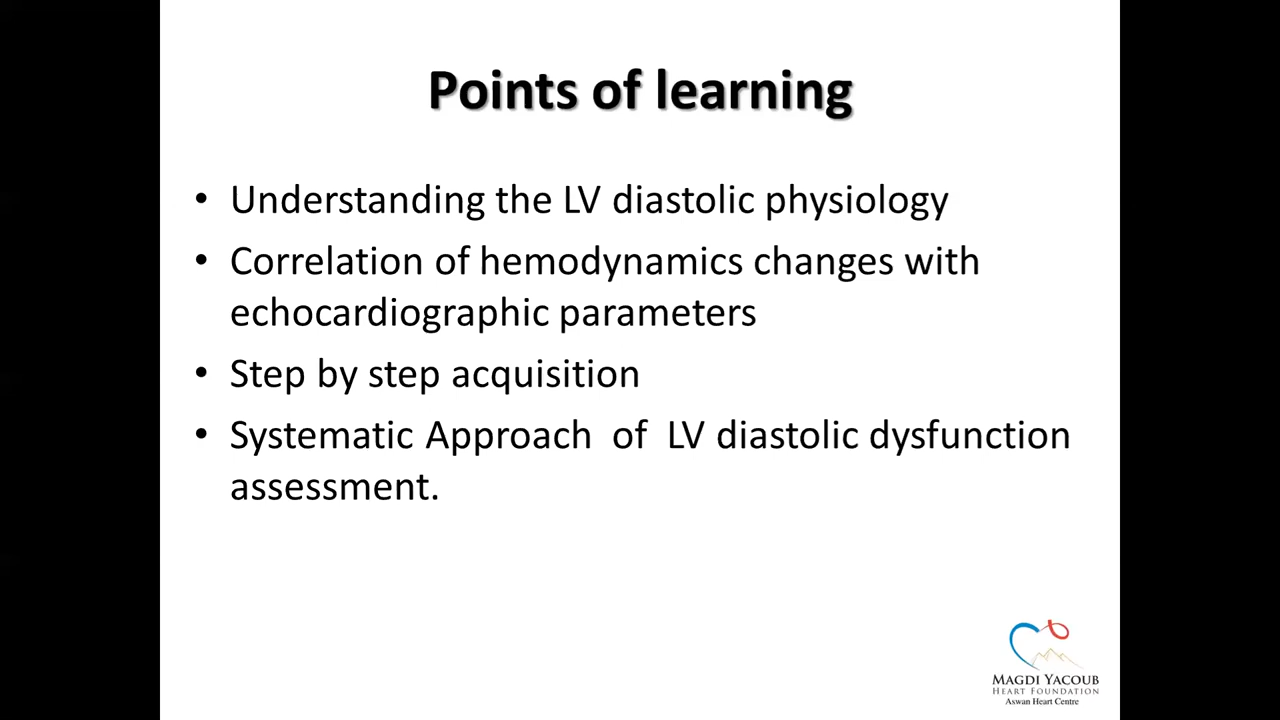 Points of learning
• Understanding the LV diastolic physiology
• Correlation of hemodynamics changes with
echocardiographic parameters
• Step by step acquisition
• Systematic Approach of LV diastolic dysfunction
assessment.
MAGDI YACOUB
HEART FOUNDATION
Aswan Heart Centre